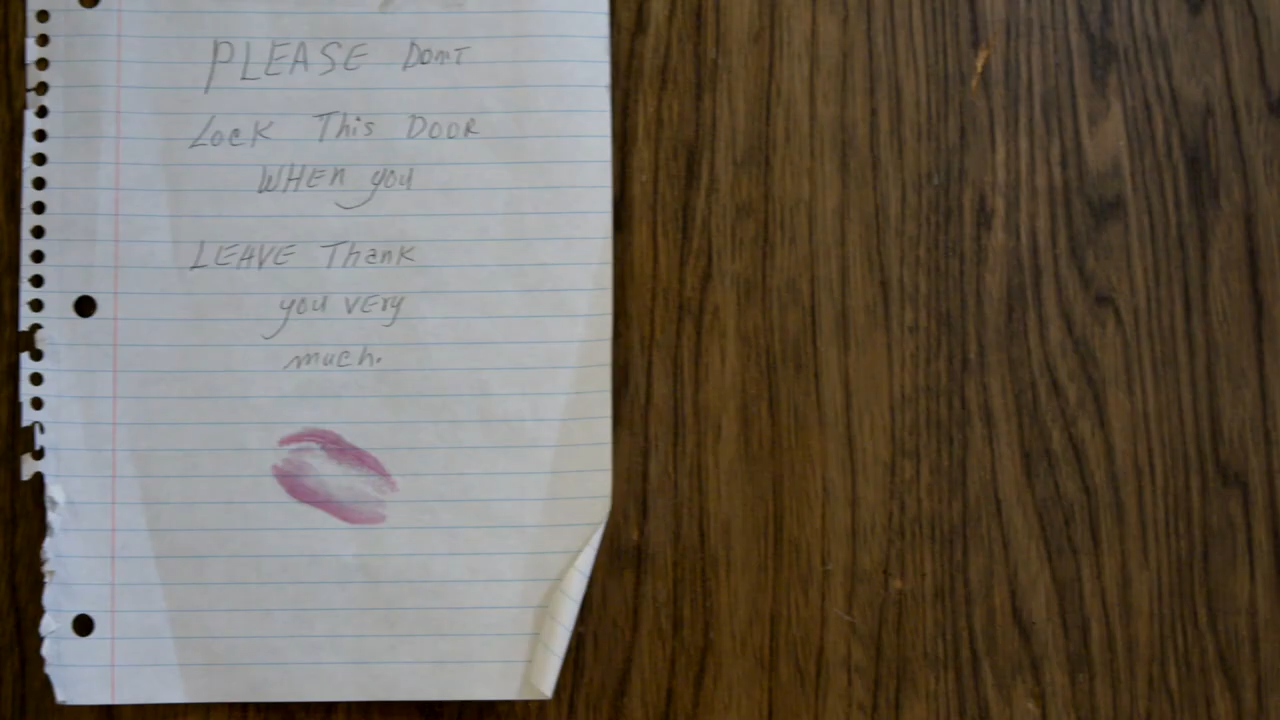 PLEASE DonT
Lock This Door
WHEn you
LEAVE Thank
you vEry
much.